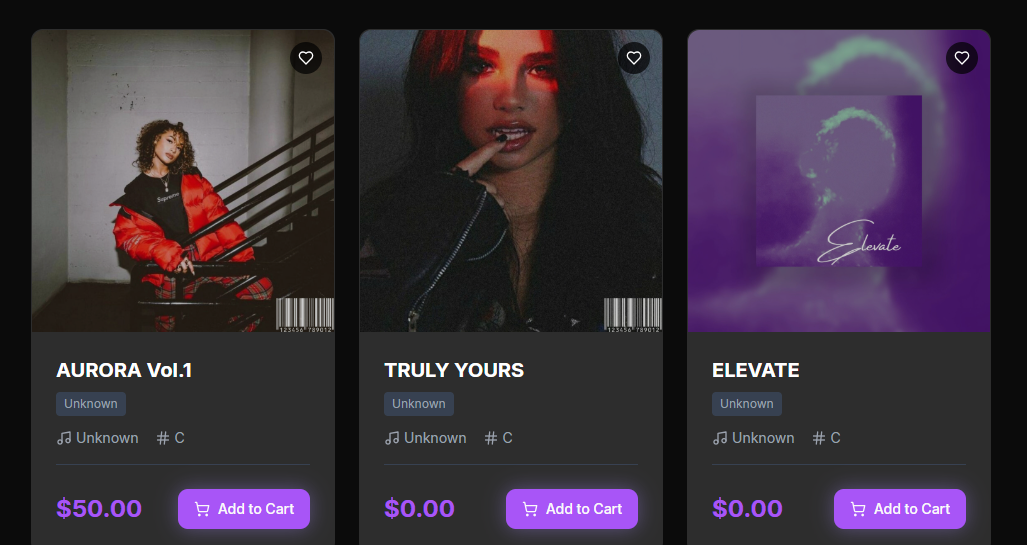 Supreme
123456 789012
123456 789012
Elevate
AURORA Vol.1
TRULY YOURS
ELEVATE
Unknown
Unknown
Unknown
Unknown # C
Unknown # C
Unknown # C
$50.00
Add to Cart
$0.00
Add to Cart
$0.00
Add to Cart